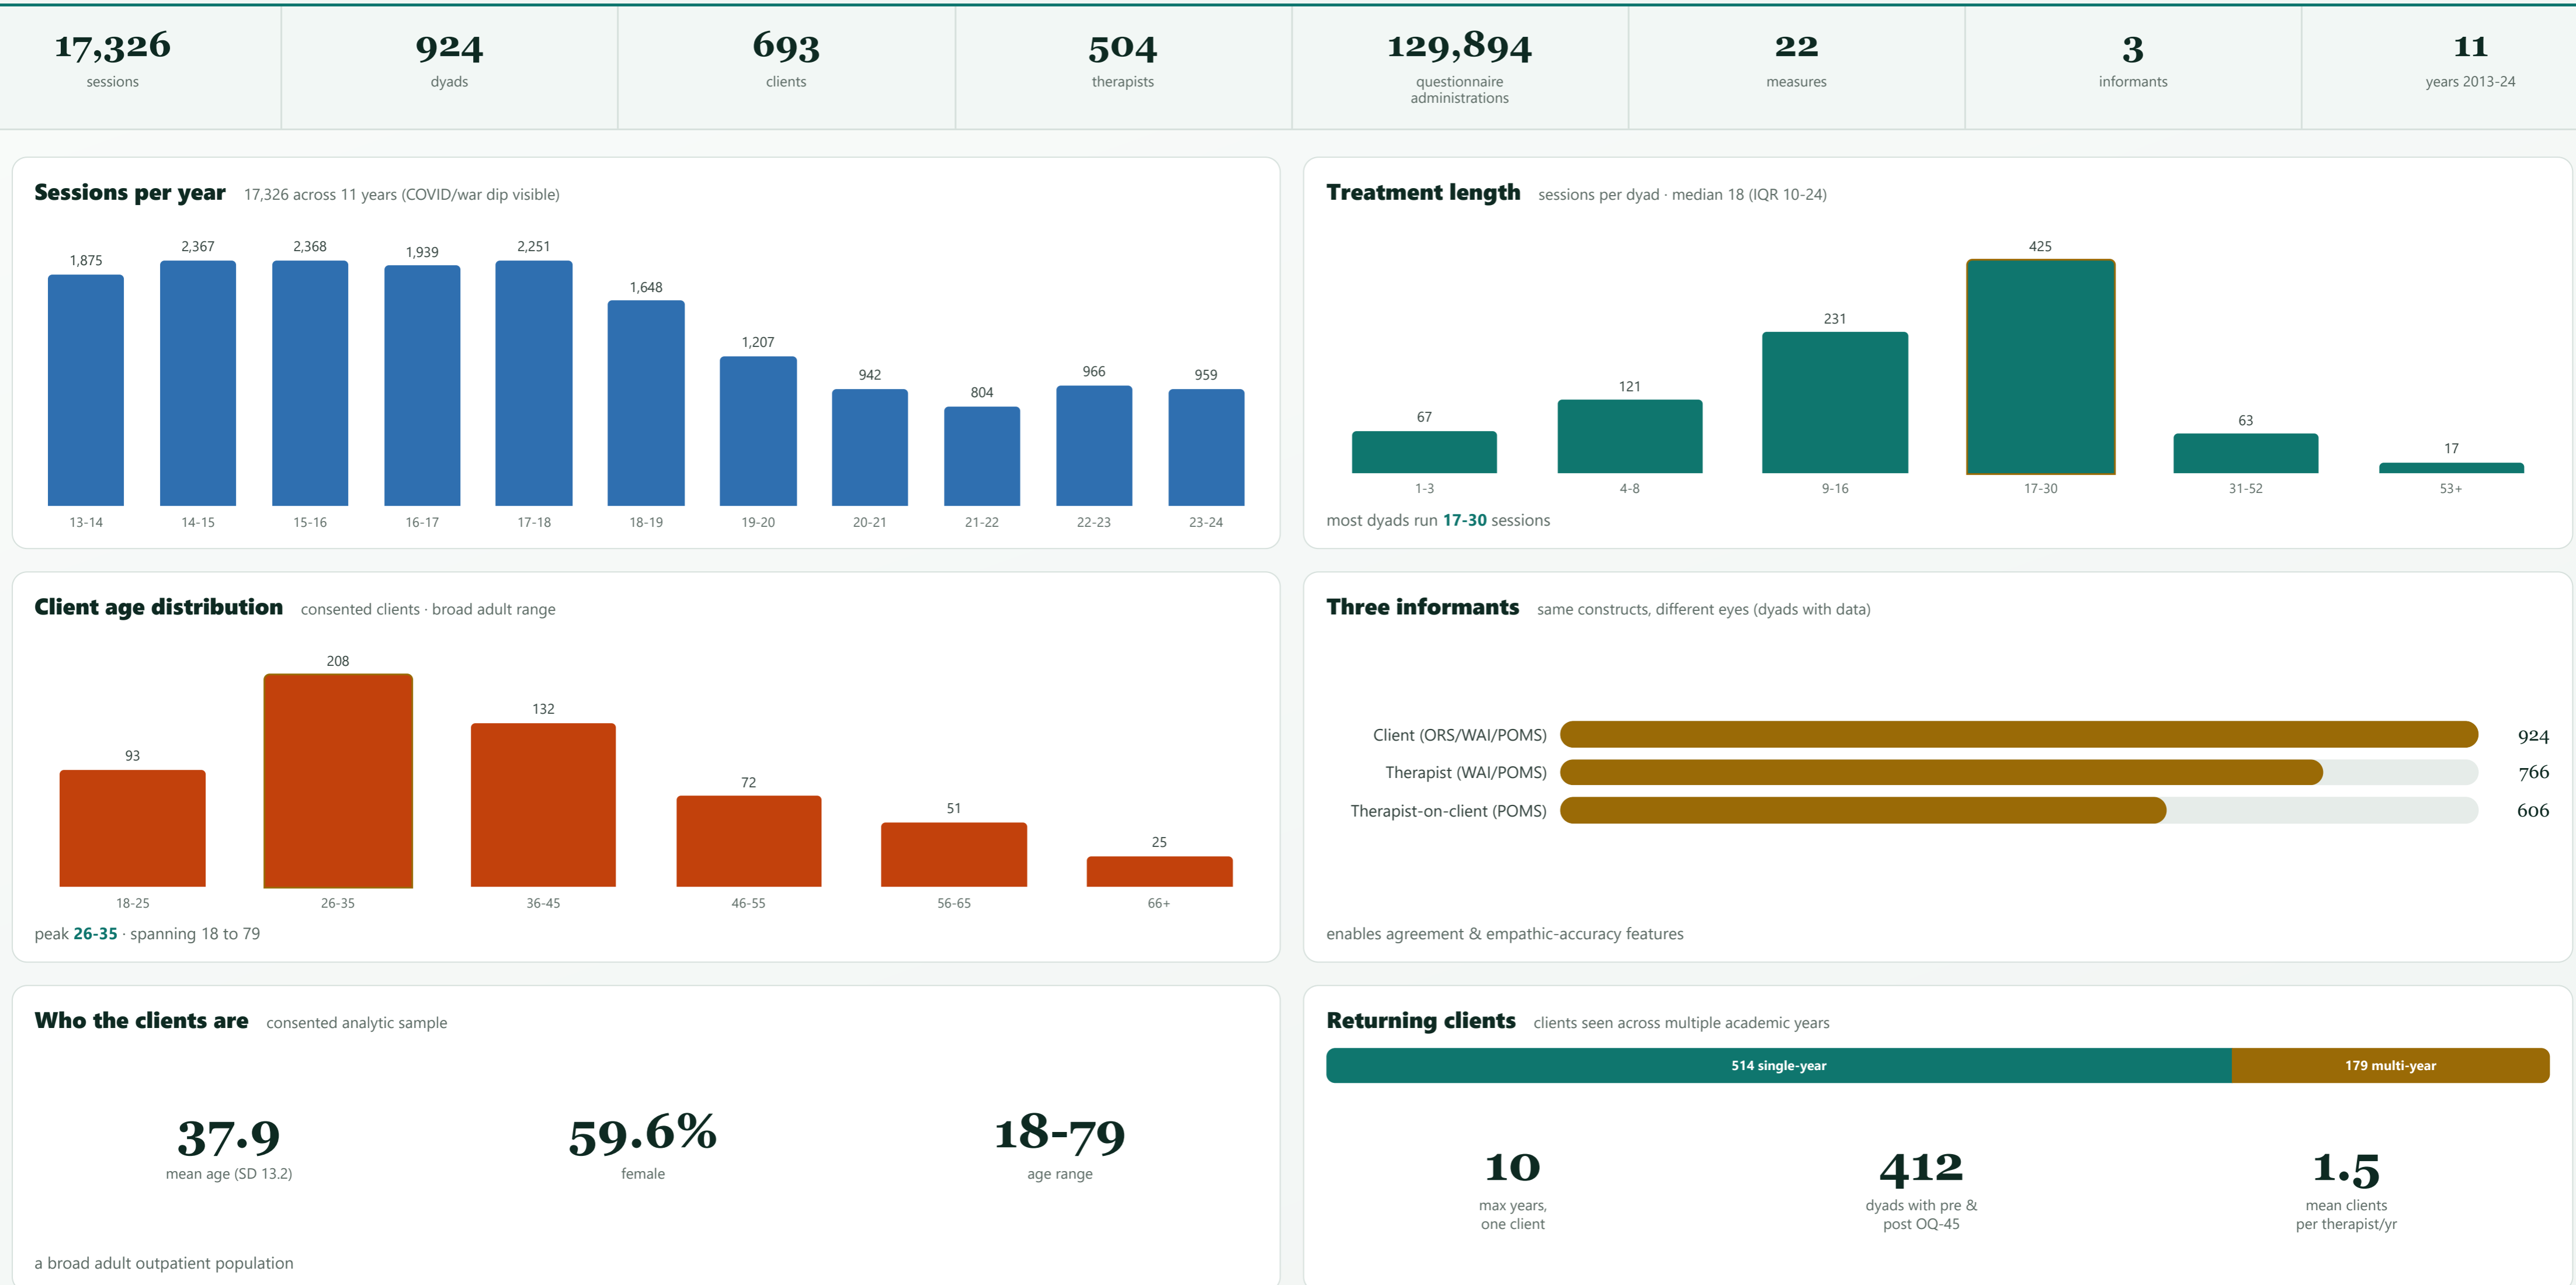 17,326
sessions
924
dyads
693
clients
504
therapists
129,894
questionnaire
administrations
22
measures
3
informants
11
years 2013-24
Sessions per year 17,326 across 11 years (COVID/war dip visible)
1,875 2,367 2,368 1,939 2,251 1,648 1,207 942 804 966 959
13-14 14-15 15-16 16-17 17-18 18-19 19-20 20-21 21-22 22-23 23-24
Treatment length sessions per dyad · median 18 (IQR 10-24)
67 121 231 425 63 17
1-3 4-8 9-16 17-30 31-52 53+
most dyads run 17-30 sessions
Client age distribution consented clients · broad adult range
93 208 132 72 51 25
18-25 26-35 36-45 46-55 56-65 66+
peak 26-35 · spanning 18 to 79
Three informants same constructs, different eyes (dyads with data)
Client (ORS/WAI/POMS) 924
Therapist (WAI/POMS) 766
Therapist-on-client (POMS) 606
enables agreement & empathic-accuracy features
Who the clients are consented analytic sample
37.9
mean age (SD 13.2)
59.6%
female
18-79
age range
a broad adult outpatient population
Returning clients clients seen across multiple academic years
514 single-year 179 multi-year
10
max years,
one client
412
dyads with pre &
post OQ-45
1.5
mean clients
per therapist/yr